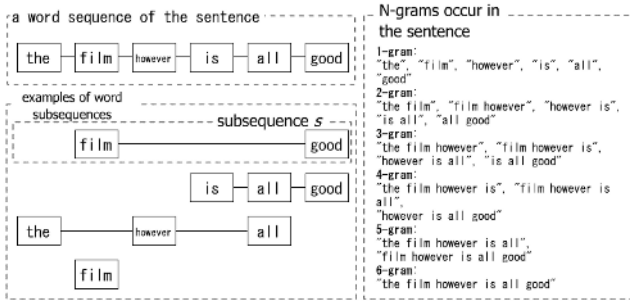 a word sequence of the sentence
the film however is all good
examples of word
subsequences
subsequence s
film good
is all good
the however all
film
N-grams occur in
the sentence
1-gram:
"the", "film", "however", "is", "all",
"good"
2-gram:
"the film", "film however", "however is",
"is all", "all good"
3-gram:
"the film however", "film however is",
"however is all", "is all good"
4-gram:
"the film however is", "film however is
all",
"however is all good"
5-gram:
"the film however is all",
"film however is all good"
6-gram:
"the film however is all good"